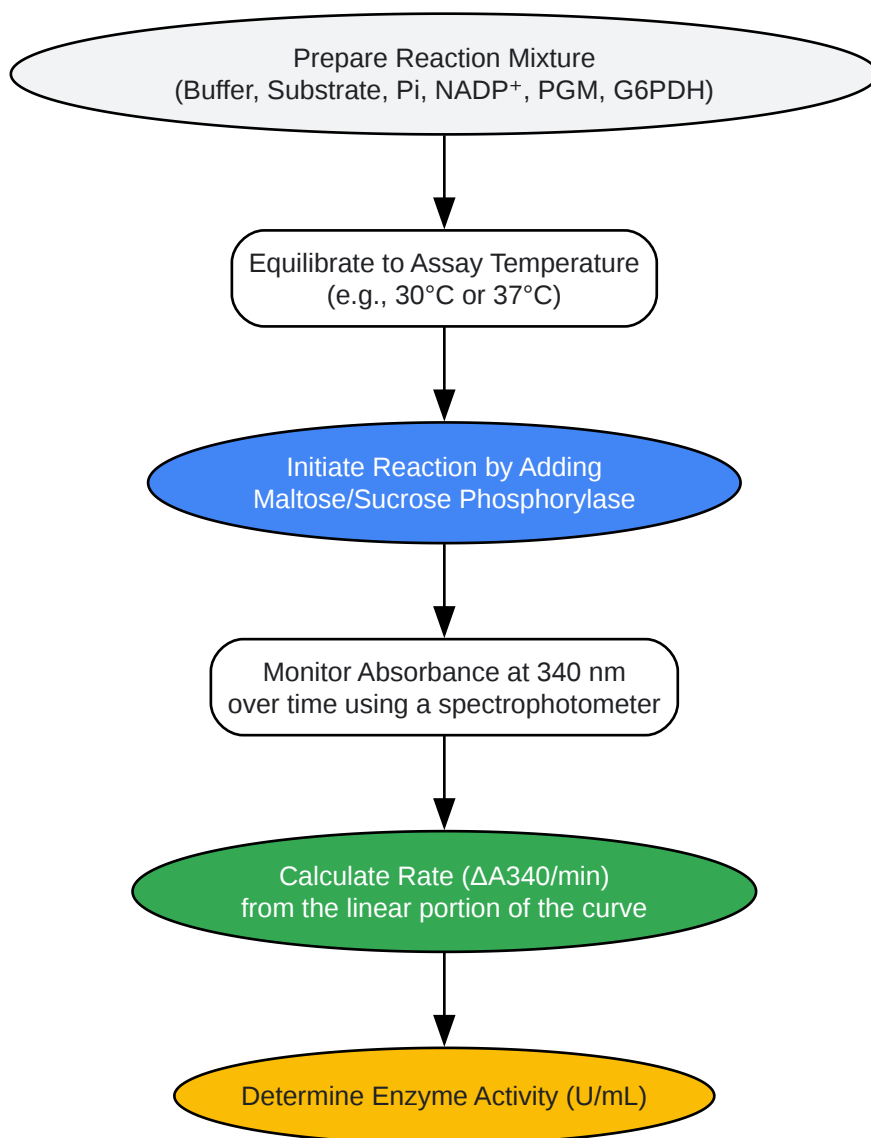 Prepare Reaction Mixture
(Buffer, Substrate, Pi, NADP⁺, PGM, G6PDH)
Equilibrate to Assay Temperature
(e.g., 30°C or 37°C)
Initiate Reaction by Adding
Maltose/Sucrose Phosphorylase
Monitor Absorbance at 340 nm
over time using a spectrophotometer
Calculate Rate (ΔA340/min)
from the linear portion of the curve
Determine Enzyme Activity (U/mL)